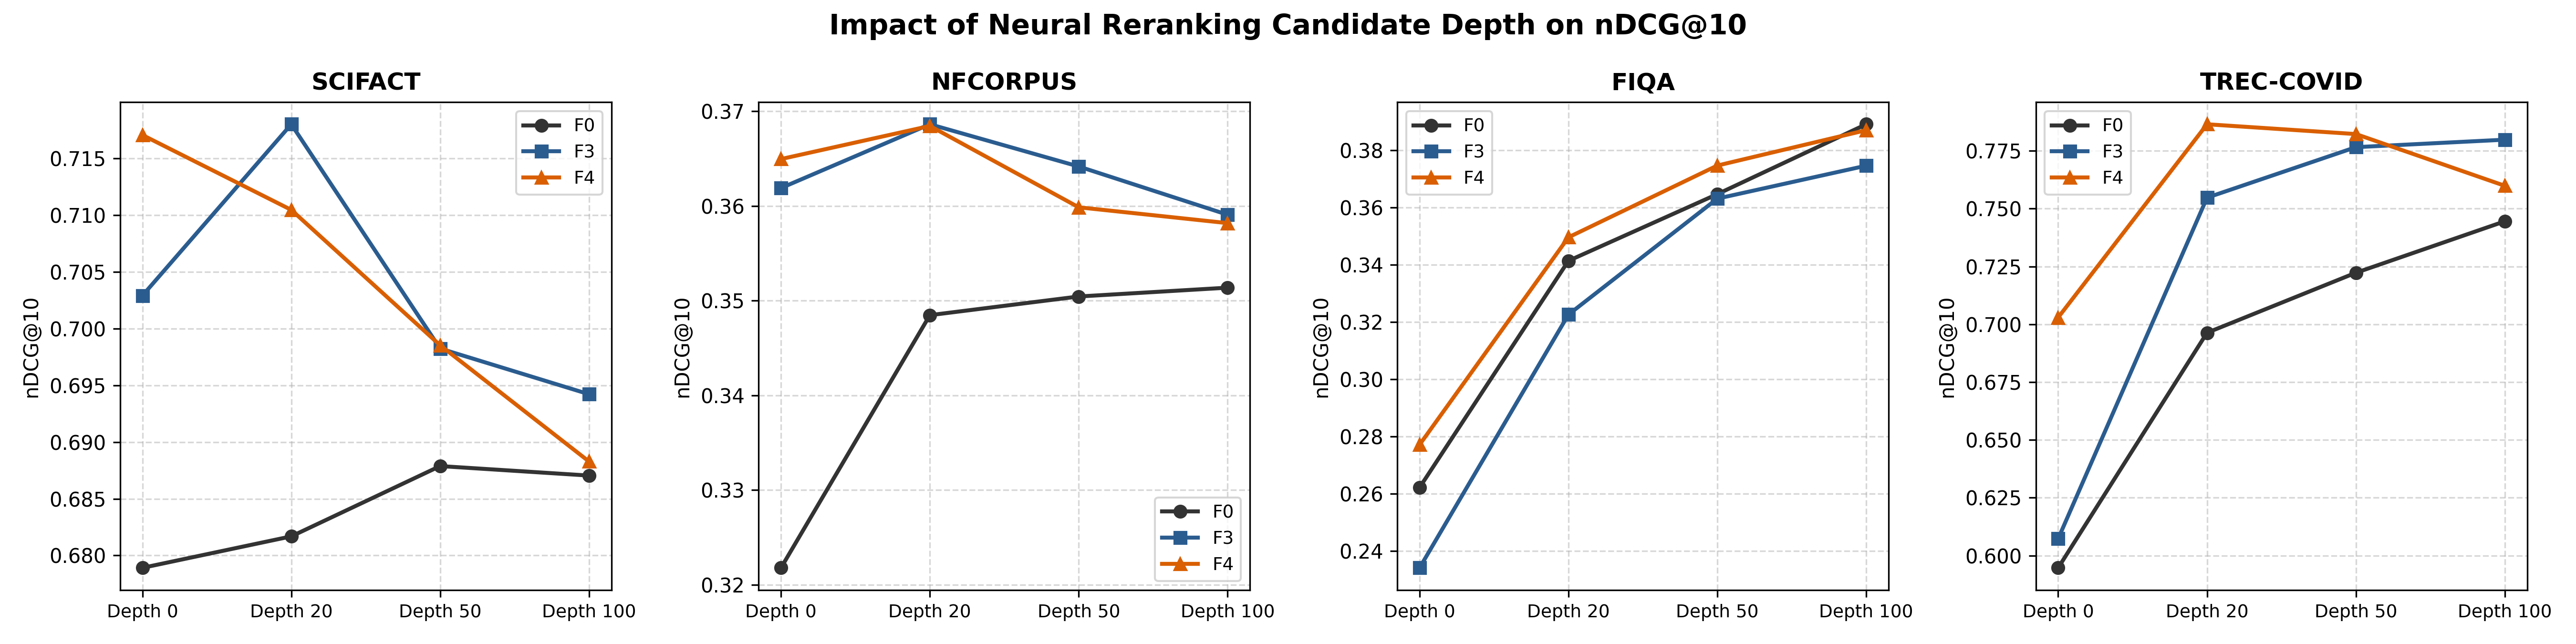 Impact of Neural Reranking Candidate Depth on nDCG@10
SCIFACT
nDCG@10
0.715
0.710
0.705
0.700
0.695
0.690
0.685
0.680
F0
F3
F4
Depth 0
Depth 20
Depth 50
Depth 100
NFCORPUS
nDCG@10
0.37
0.36
0.35
0.34
0.33
0.32
F0
F3
F4
Depth 0
Depth 20
Depth 50
Depth 100
FIQA
nDCG@10
0.38
0.36
0.34
0.32
0.30
0.28
0.26
0.24
F0
F3
F4
Depth 0
Depth 20
Depth 50
Depth 100
TREC-COVID
nDCG@10
0.775
0.750
0.725
0.700
0.675
0.650
0.625
0.600
F0
F3
F4
Depth 0
Depth 20
Depth 50
Depth 100